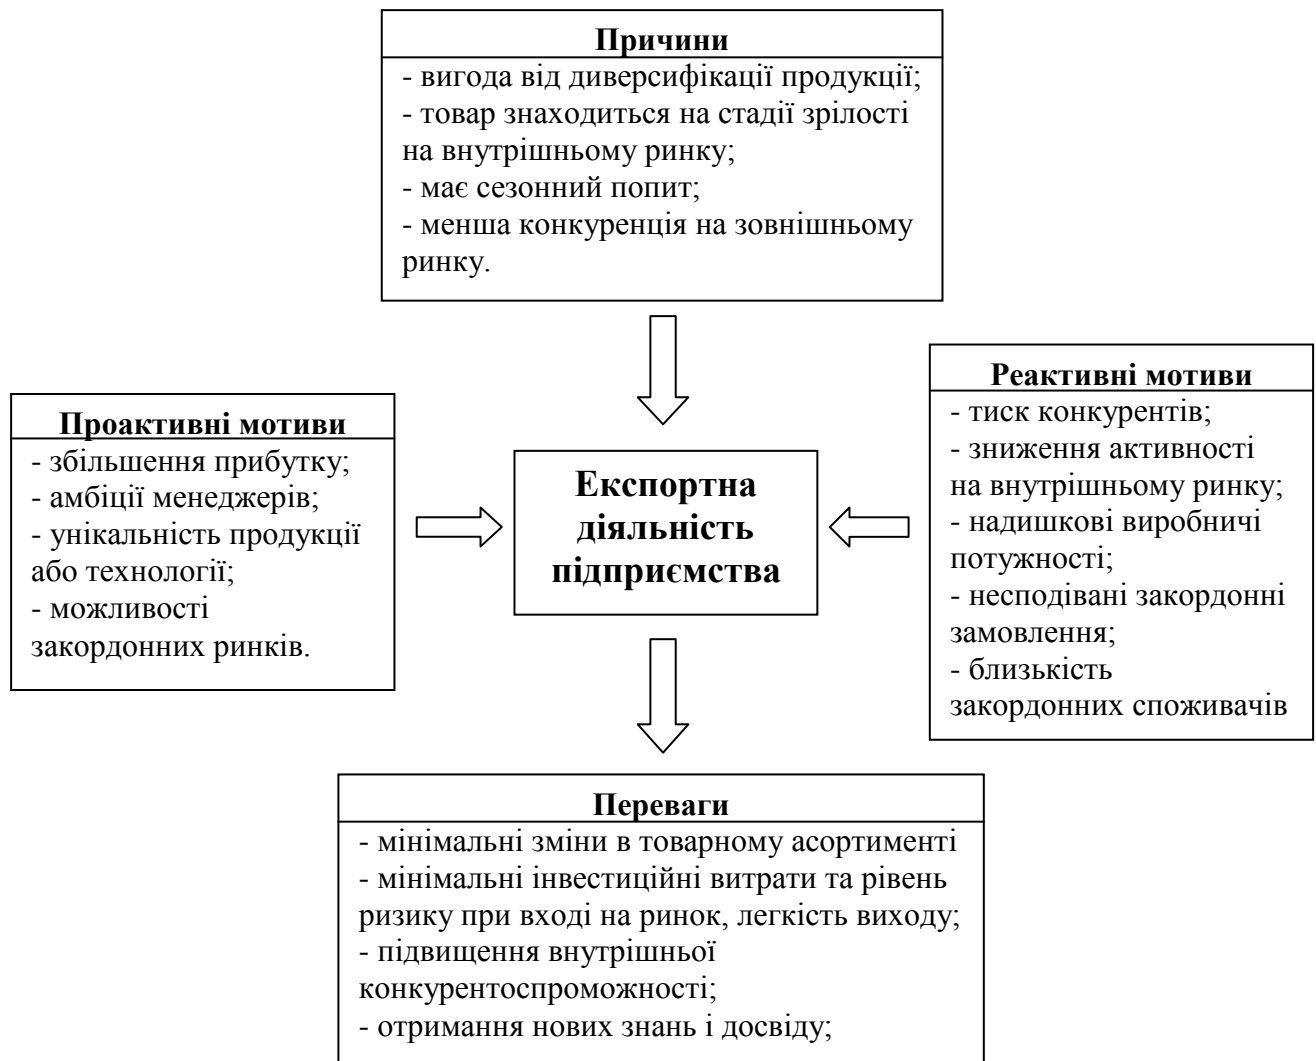 Причини
- вигода від диверсифікації продукції;
- товар знаходиться на стадії зрілості
на внутрішньому ринку;
- має сезонний попит;
- менша конкуренція на зовнішньому
ринку.
Проактивні мотиви
- збільшення прибутку;
- амбіції менеджерів;
- унікальність продукції
або технології;
- можливості
закордонних ринків.
Експортна
діяльність
підприємства
Реактивні мотиви
- тиск конкурентів;
- зниження активності
на внутрішньому ринку;
- надишкові виробничі
потужності;
- несподівані закордонні
замовлення;
- близькість
закордонних споживачів
Переваги
- мінімальні зміни в товарному асортименті
- мінімальні інвестиційні витрати та рівень
ризику при вході на ринок, легкість виходу;
- підвищення внутрішньої
конкурентоспроможності;
- отримання нових знань і досвіду;